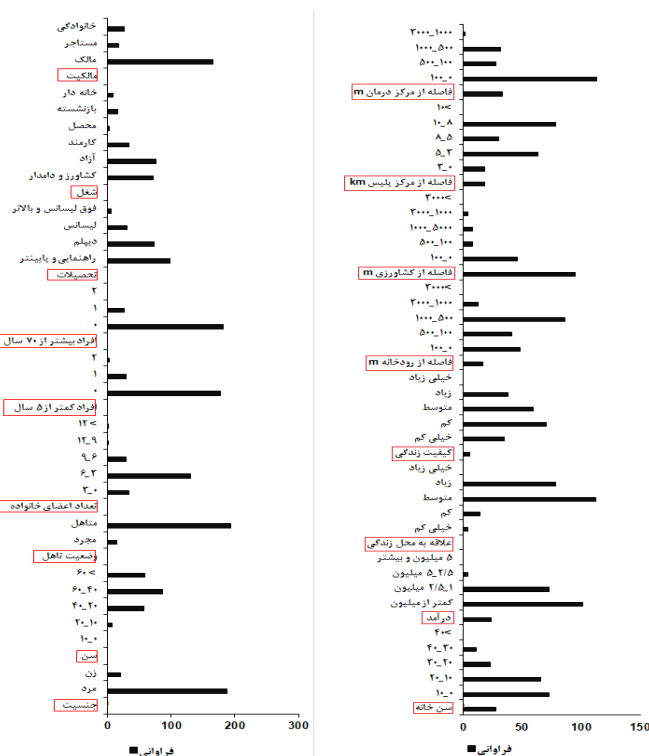 ۳۰۰۰_۱۰۰۰
۱۰۰۰_۵۰۰
۵۰۰_۱۰۰
۱۰۰_۰
فاصله از مرکز درمان m
۱۰<
۱۰_۸
۸_۵
۵_۳
۳_۰
فاصله از مرکز پلیس km
۳۰۰۰<
۳۰۰۰_۱۰۰۰
۱۰۰۰_۵۰۰۰
۵۰۰_۱۰۰
۱۰۰_۰
فاصله از کشاورزی m
۳۰۰۰<
۳۰۰۰_۱۰۰۰
۱۰۰۰_۵۰۰
۵۰۰_۱۰۰
۱۰۰_۰
فاصله از رودخانه m
خیلی زیاد
زیاد
متوسط
کم
خیلی کم
کیفیت زندگی
خیلی زیاد
زیاد
متوسط
کم
خیلی کم
علاقه به محل زندگی
۵ میلیون و بیشتر
۵_۲/۵ میلیون
۲/۵_۱ میلیون
کمتر از میلیون
درآمد
۴۰<
۴۰_۳۰
۳۰_۲۰
۲۰_۱۰
۱۰_۰
سن خانه
0 50 100 150
فراوانی
خانوادگی
مستاجر
مالک
مالکیت
خانه دار
بازنشسته
محصل
کارمند
آزاد
کشاورز و دامدار
شغل
فوق لیسانس و بالاتر
لیسانس
دیپلم
راهنمایی و پایینتر
تحصیلات
۲
۱
۰
افراد بیشتر از ۷۰ سال
۲
۱
۰
افراد کمتر از ۵ سال
۱۲<
۱۲_۹
۹_۶
۶_۳
۳_۰
تعداد اعضای خانواده
متاهل
مجرد
وضعیت تاهل
۶۰<
۶۰_۴۰
۴۰_۲۰
۲۰_۱۰
۱۰_۰
سن
زن
مرد
جنسیت
0 100 200 300
فراوانی